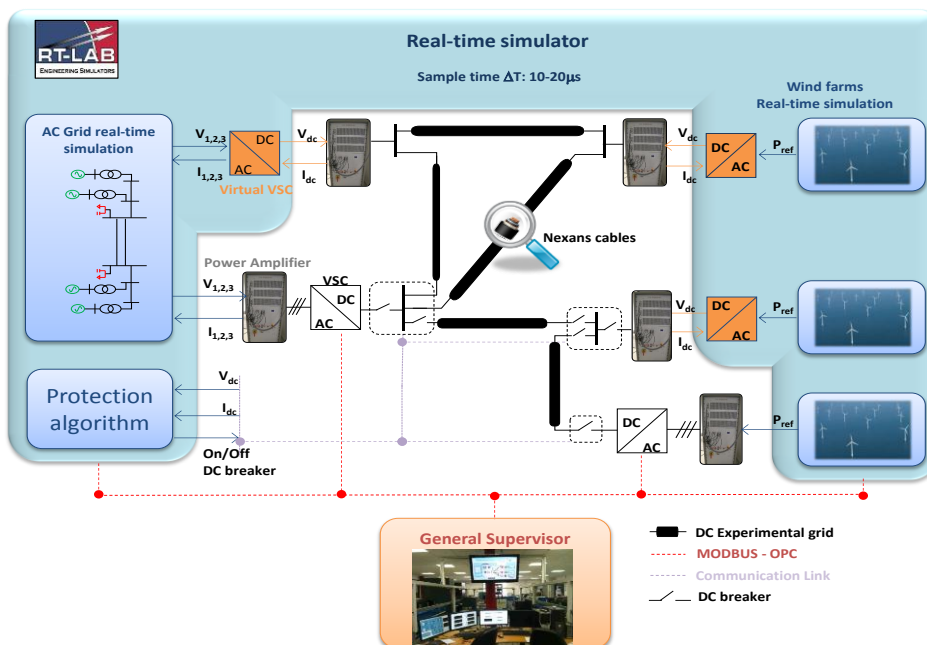 RT-LAB
ENGINEERING SIMULATORS
Real-time simulator
Sample time ΔT: 10-20µs
Wind farms
Real-time simulation
AC Grid real-time
simulation
V1,2,3
I1,2,3
DC
AC
Virtual VSC
Vdc
Idc
Vdc
Idc
DC
AC
Pref
Nexans cables
Power Amplifier
V1,2,3
I1,2,3
VSC
DC
AC
Vdc
Idc
DC
AC
Pref
Protection
algorithm
Vdc
Idc
On/Off
DC breaker
DC
AC
Pref
General Supervisor
DC Experimental grid
MODBUS - OPC
Communication Link
DC breaker